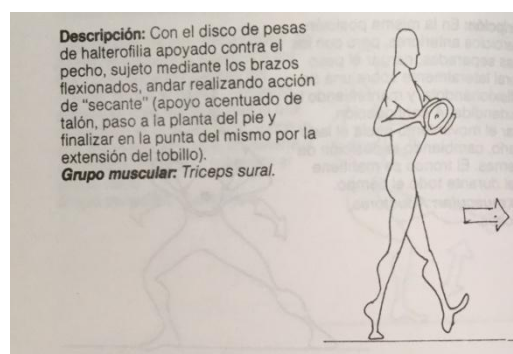 Descripción: Con el disco de pesas
de halterofilia apoyado contra el
pecho, sujeto mediante los brazos
flexionados, andar realizando acción
de "secante" (apoyo acentuado de
talón, paso a la planta del pie y
finalizar en la punta del mismo por la
extensión del tobillo).
Grupo muscular: Triceps sural.